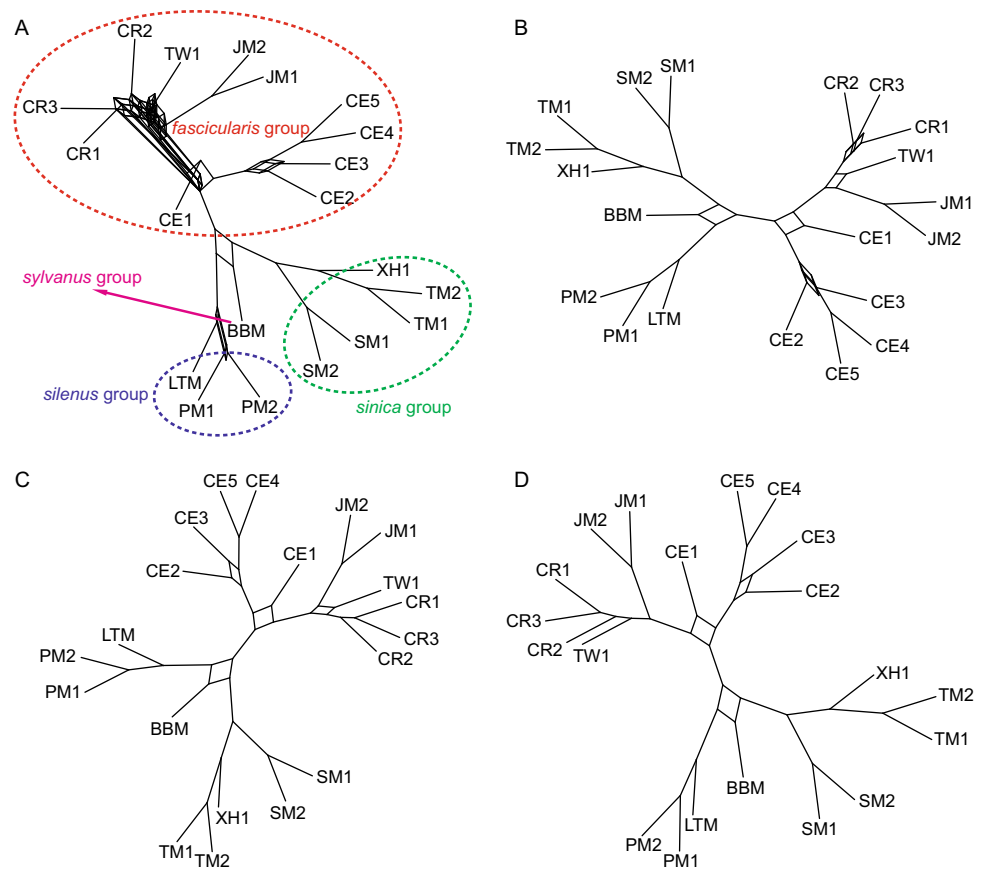 A
CR2
TW1
JM2
JM1
CE5
CR3
fascicularis group
CE4
CR1
CE3
CE2
CE1
sylvanus group
XH1
TM2
TM1
BBM
SM1
LTM
SM2
silenus group
PM1
PM2
sinica group
B
SM1
SM2
CR2
CR3
TM1
CR1
TM2
TW1
XH1
JM1
BBM
CE1
JM2
PM2
CE3
LTM
PM1
CE2
CE4
CE5
C
CE5
CE4
JM2
CE3
JM1
CE1
CE2
TW1
CR1
LTM
CR3
PM2
CR2
PM1
BBM
SM1
SM2
XH1
TM1
TM2
D
CE5
CE4
JM1
JM2
CE3
CE1
CR1
CE2
CR3
CR2
TW1
XH1
TM2
TM1
BBM
SM2
LTM
SM1
PM2
PM1